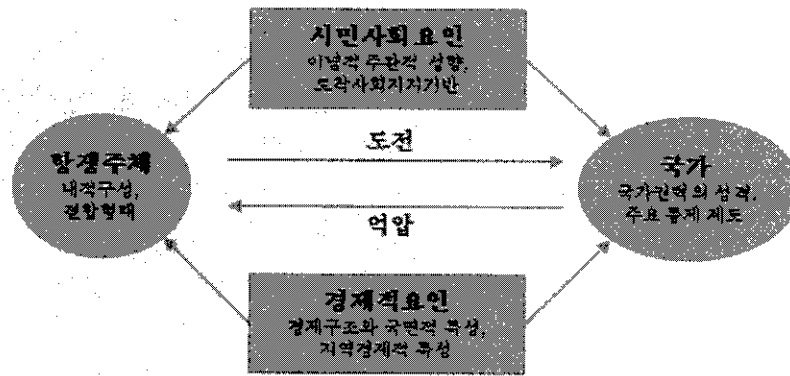 시민사회요인
이념적 주관적 성향,
토착사회지지기반
항쟁주체
내적구성,
결합형태
도전
국가
국가권력의 성격,
주요 통제 제도
억압
경제적요인
경제구조와 국면적 특성,
지역경제적 특성